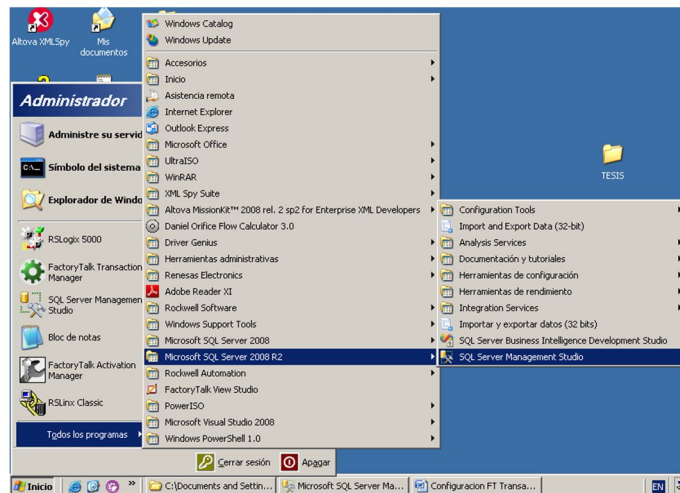 Altova XMLSpy
Mis
documentos
TESIS
Administrador
Administre su servid
Símbolo del sistema
Explorador de Windo
RSLogix 5000
FactoryTalk Transaction
Manager
SQL Server Managemen
Studio
Bloc de notas
FactoryTalk Activation
Manager
RSLinx Classic
Todos los programas
Windows Catalog
Windows Update
Accesorios
Inicio
Asistencia remota
Internet Explorer
Outlook Express
Microsoft Office
UltraISO
WinRAR
XML Spy Suite
Altova MissionKit™ 2008 rel. 2 sp2 for Enterprise XML Developers
Daniel Orifice Flow Calculator 3.0
Driver Genius
Herramientas administrativas
Renesas Electronics
Adobe Reader XI
Rockwell Software
Windows Support Tools
Microsoft SQL Server 2008
Microsoft SQL Server 2008 R2
Rockwell Automation
FactoryTalk View Studio
PowerISO
Microsoft Visual Studio 2008
Windows PowerShell 1.0
Configuration Tools
Import and Export Data (32-bit)
Analysis Services
Documentación y tutoriales
Herramientas de configuración
Herramientas de rendimiento
Integration Services
Importar y exportar datos (32 bits)
SQL Server Business Intelligence Development Studio
SQL Server Management Studio
Cerrar sesión
Apagar
Inicio
»
C:\Documents and Settin...
Microsoft SQL Server Ma...
Configuracion FT Transa...
EN